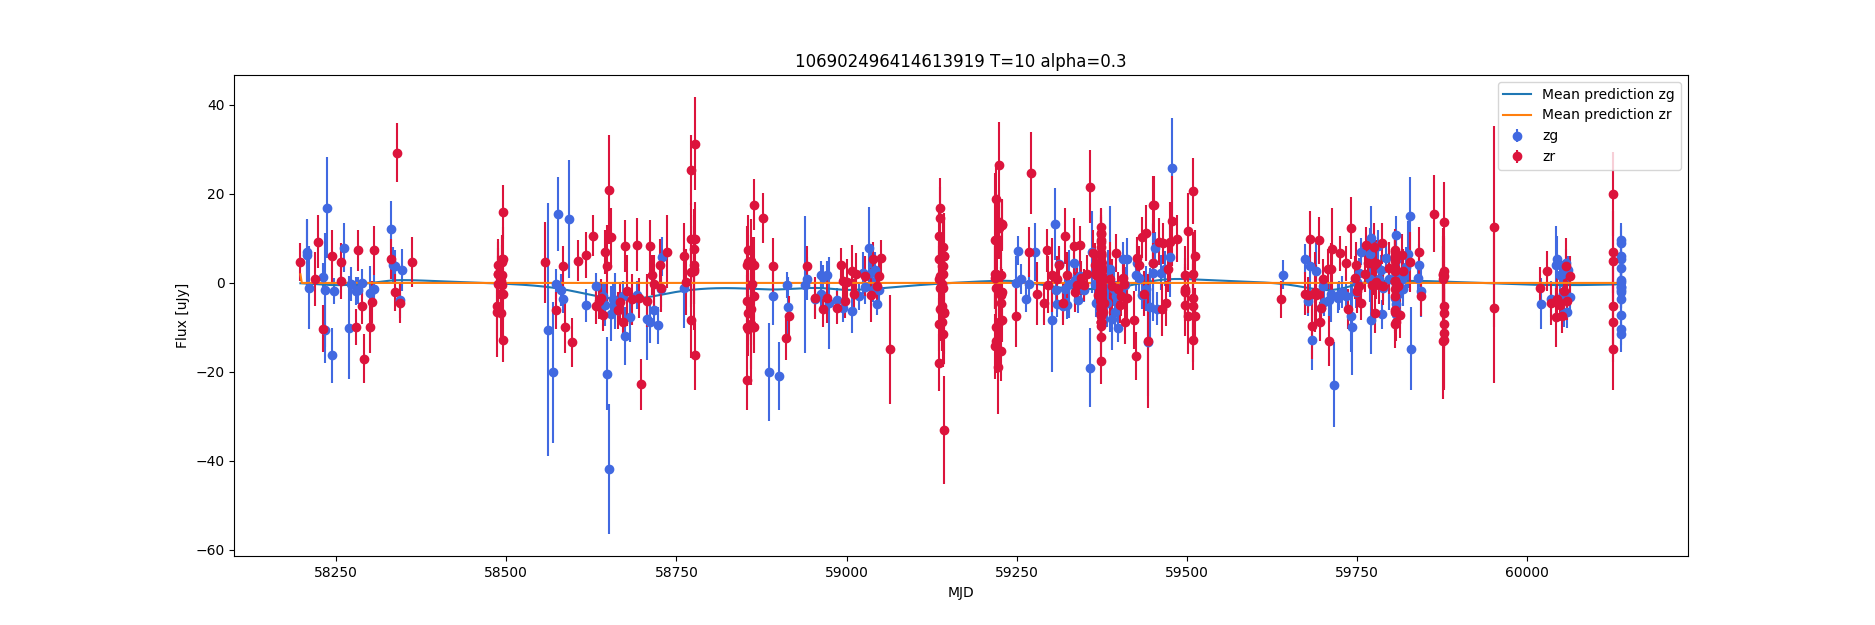 106902496414613919 T=10 alpha=0.3
Mean prediction zg
Mean prediction zr
zg
zr
Flux [uJy]
40
20
0
−20
−40
−60
58250 58500 58750 59000 59250 59500 59750 60000
MJD